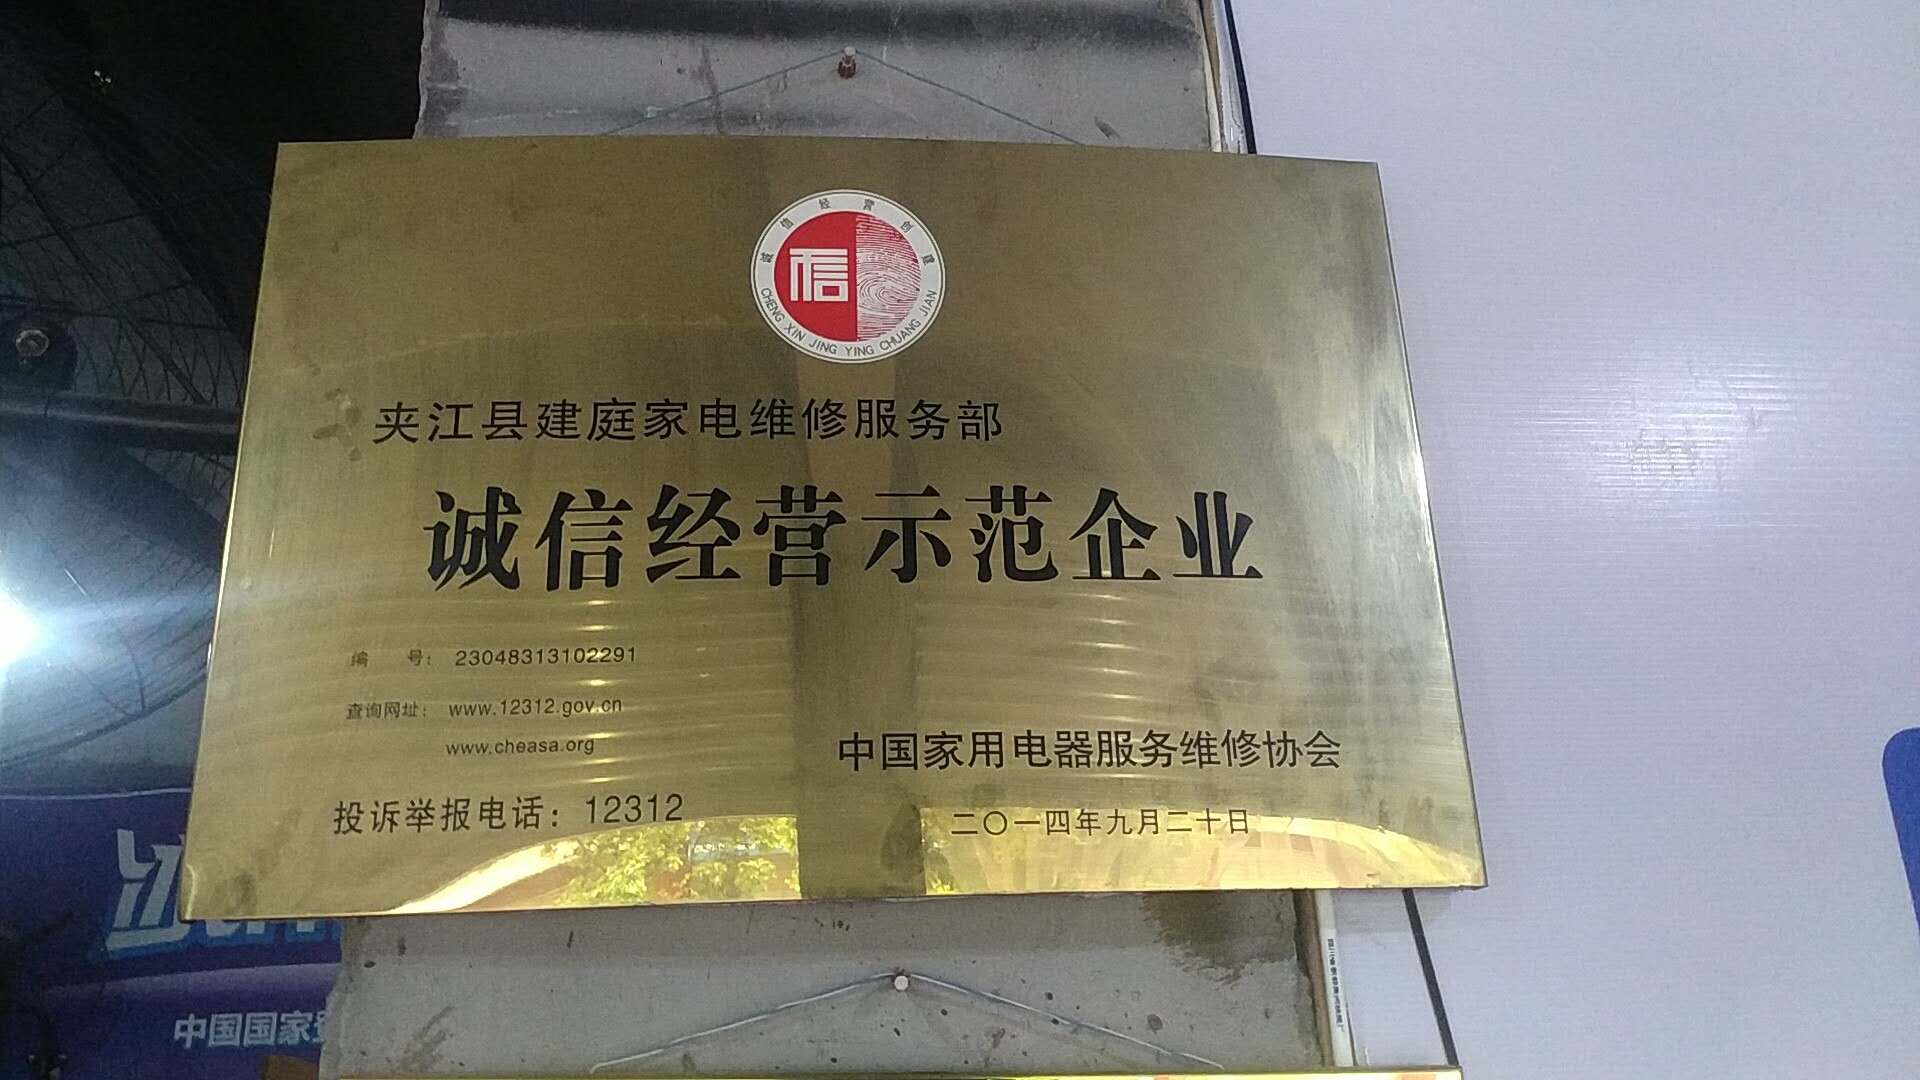 诚信经营创建
信
CHENG XIN JING YING CHUANG JIAN
夹江县建庭家电维修服务部
诚信经营示范企业
编 号: 23048313102291
查询网址: www.12312.gov.cn
www.cheasa.org
投诉举报电话: 12312
中国家用电器服务维修协会
二〇一四年九月二十日
中国国家